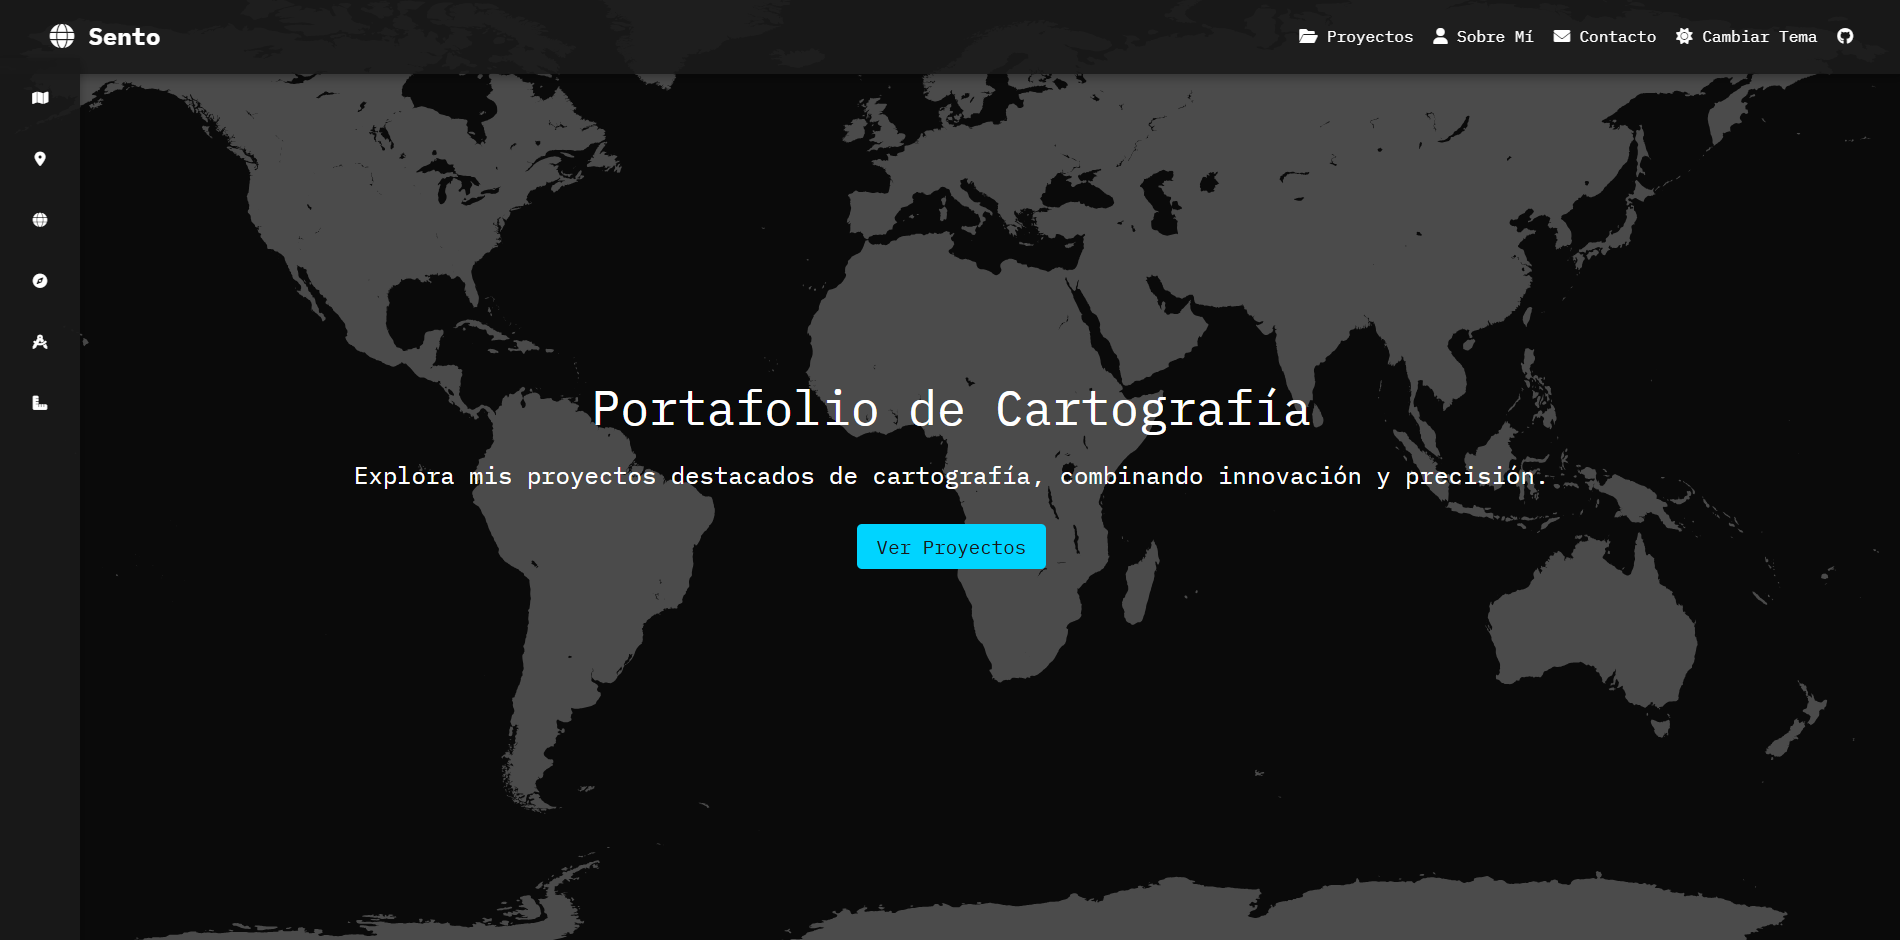 Sento
Proyectos
Sobre Mí
Contacto
Cambiar Tema
Portafolio de Cartografía
Explora mis proyectos destacados de cartografía, combinando innovación y precisión.
Ver Proyectos